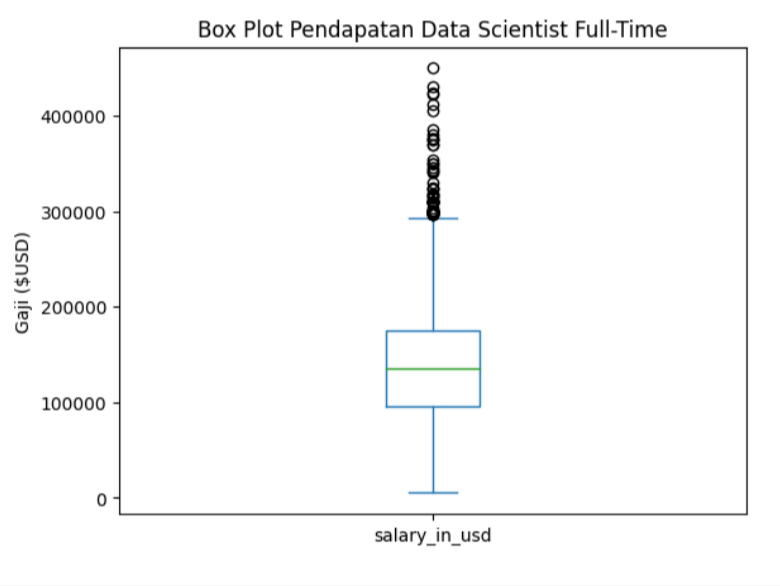 Box Plot Pendapatan Data Scientist Full-Time
Gaji ($USD)
400000
300000
200000
100000
0
salary_in_usd